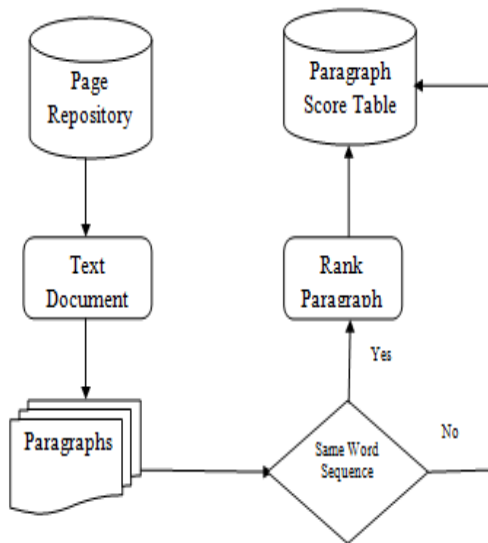 Page
Repository
Paragraph
Score Table
Text
Document
Rank
Paragraph
Yes
Paragraphs
Same Word
Sequence
No